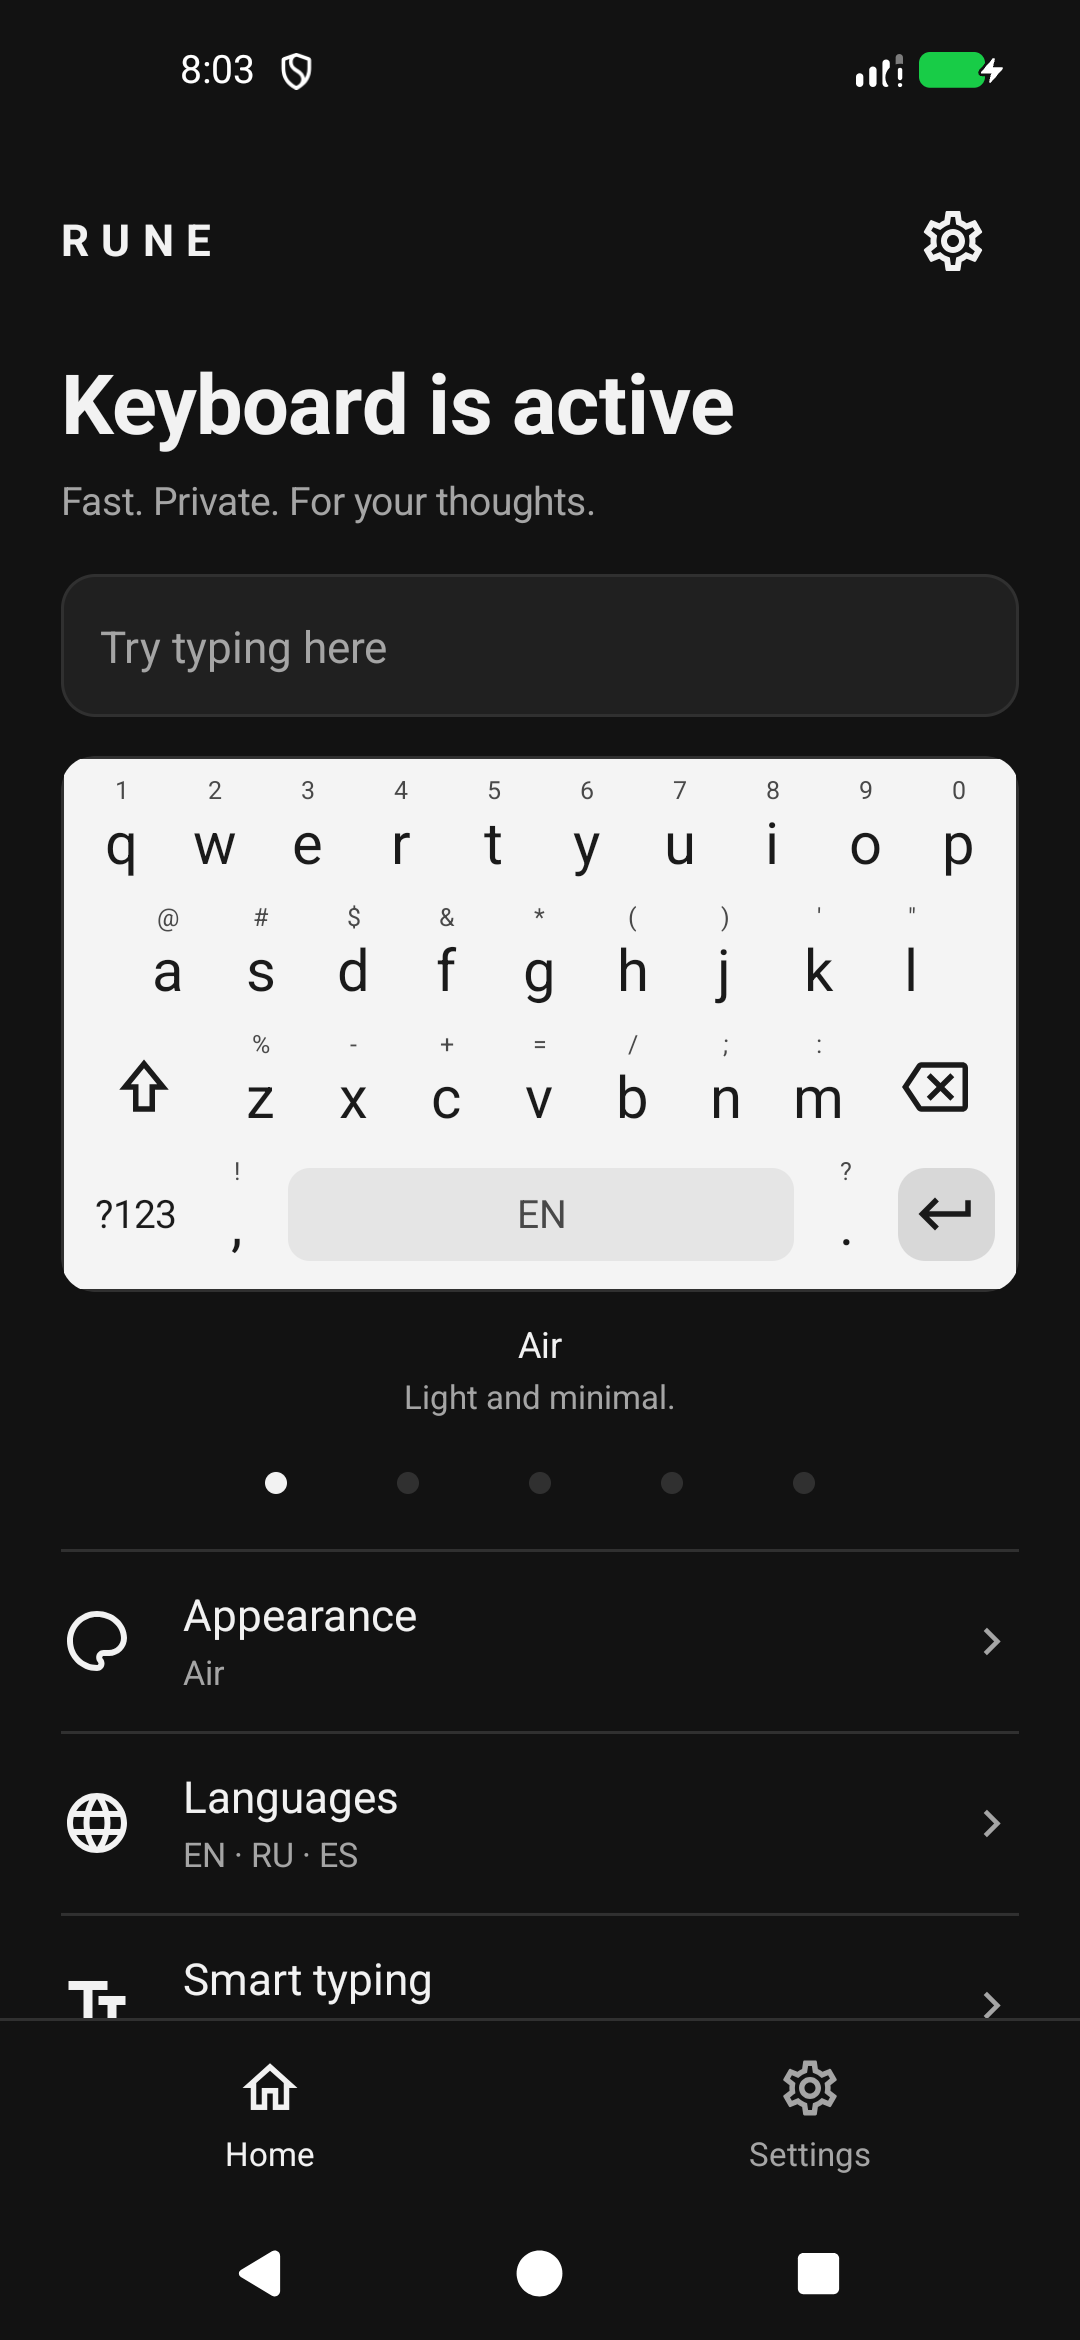 8:03
RUNE
Keyboard is active
Fast. Private. For your thoughts.
Try typing here
1 2 3 4 5 6 7 8 9 0
q w e r t y u i o p
@ # $ & * ( ) ' "
a s d f g h j k l
% - + = / ; :
z x c v b n m
! ?
?123 , EN .
Air
Light and minimal.
Appearance
Air
Languages
EN · RU · ES
Smart typing
Home Settings